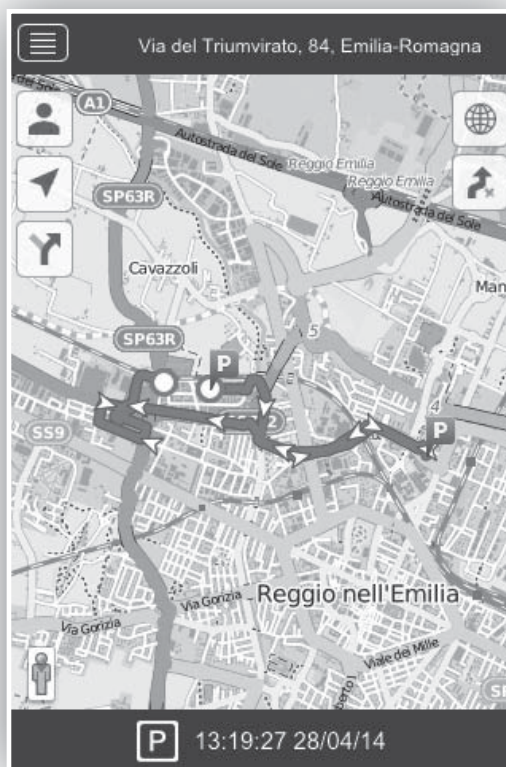 Via del Triumvirato, 84, Emilia-Romagna
A1
Autostrada del Sole
Reggio Emilia
Reggio Emilia
Autostrada del Sole
SP63R
Cavazzoli
Man
5
SP63R
P
4
P
SS9
Reggio nell'Emilia
Via Gorizia
Via Gorizia
Viale dei Mille
P 13:19:27 28/04/14